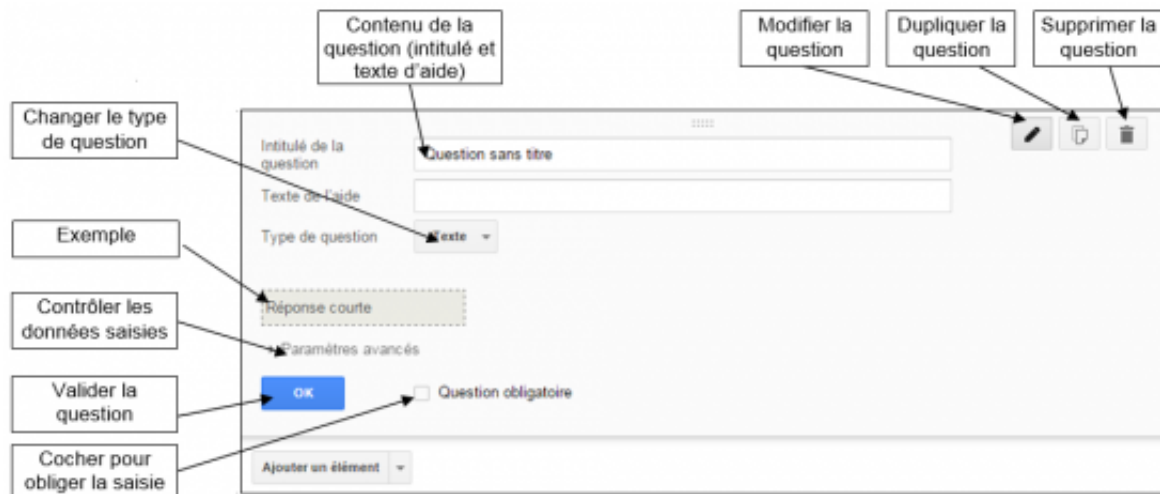 Contenu de la
question (intitulé et
texte d'aide)
Modifier la
question
Dupliquer la
question
Supprimer la
question
Changer le type
de question
Intitulé de la
question
Question sans titre
Texte de l'aide
Type de question
Texte
Exemple
Réponse courte
Contrôler les
données saisies
Paramètres avancés
Valider la
question
OK
Question obligatoire
Cocher pour
obliger la saisie
Ajouter un élément